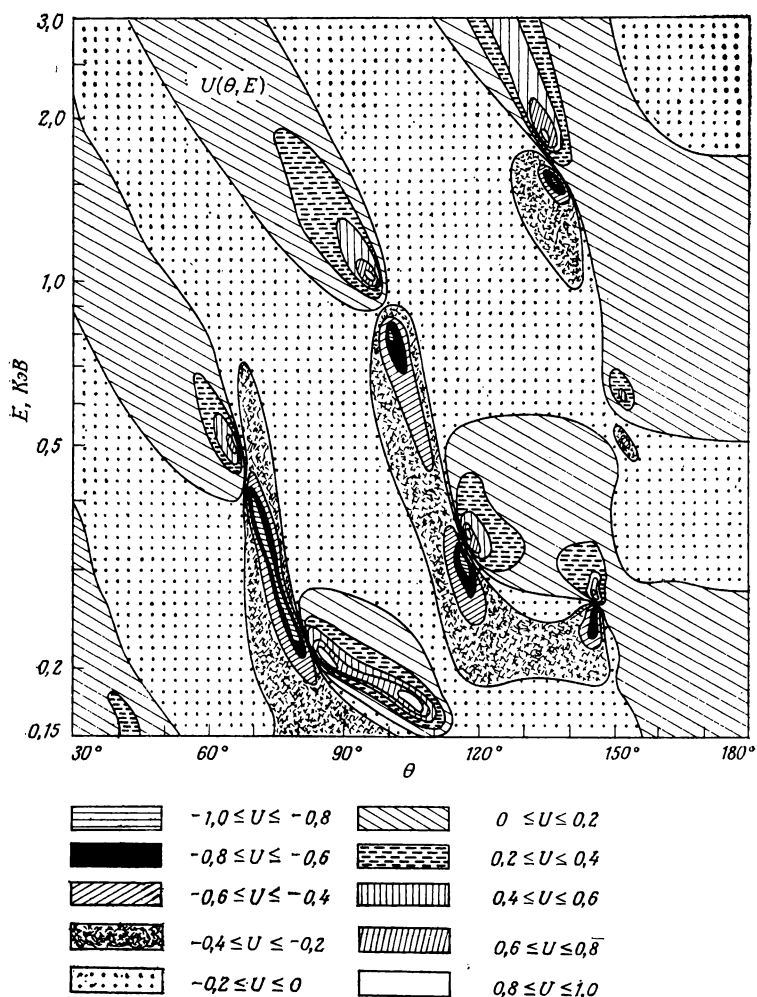 3,0
U(θ,E)
2,0
1,0
E, КэВ
0,5
0,2
0,15
30° 60° 90° 120° 150° 180°
θ
-1,0 ≤ U ≤ -0,8 0 ≤ U ≤ 0,2
-0,8 ≤ U ≤ -0,6 0,2 ≤ U ≤ 0,4
-0,6 ≤ U ≤ -0,4 0,4 ≤ U ≤ 0,6
-0,4 ≤ U ≤ -0,2 0,6 ≤ U ≤ 0,8
-0,2 ≤ U ≤ 0 0,8 ≤ U ≤ 1.0